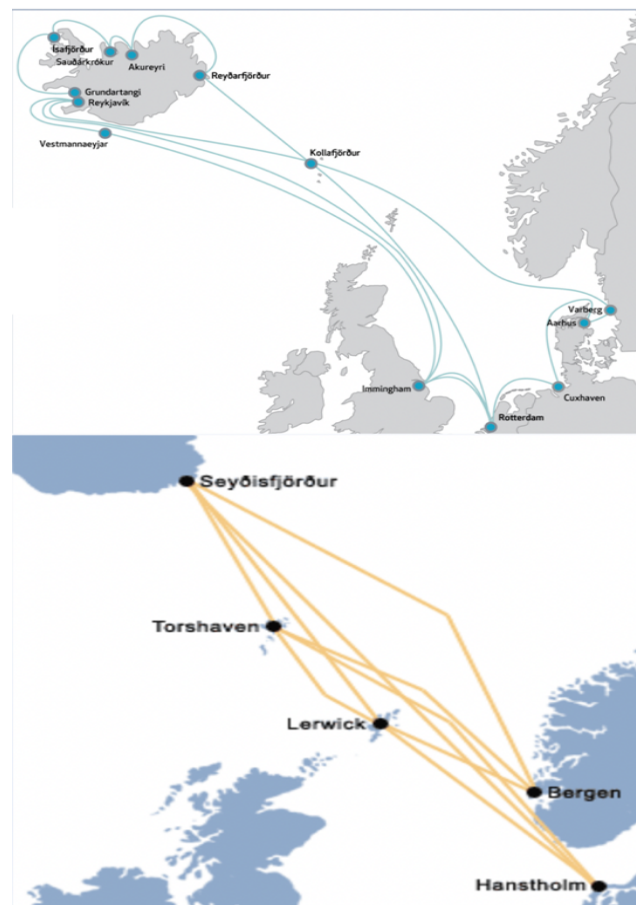 Ísafjörður
Sauðárkrókur
Akureyri
Reyðarfjörður
Grundartangi
Reykjavík
Vestmannaeyjar
Kollafjörður
Varberg
Aarhus
Immingham
Cuxhaven
Rotterdam
Seyðisfjörður
Torshaven
Lerwick
Bergen
Hanstholm